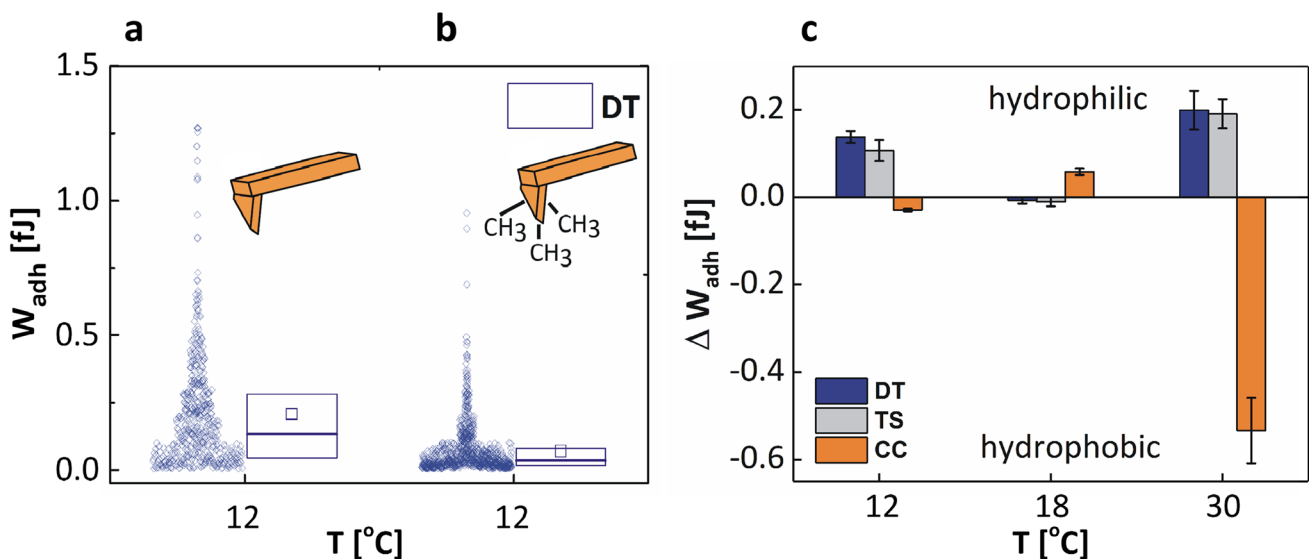 a
b
c
1.5
1.0
0.5
0.0
W_adh [fJ]
DT
CH3
CH3
CH3
12
12
T [°C]
0.2
0.0
-0.2
-0.4
-0.6
Δ W_adh [fJ]
hydrophilic
DT
TS
CC
hydrophobic
12
18
30
T [°C]